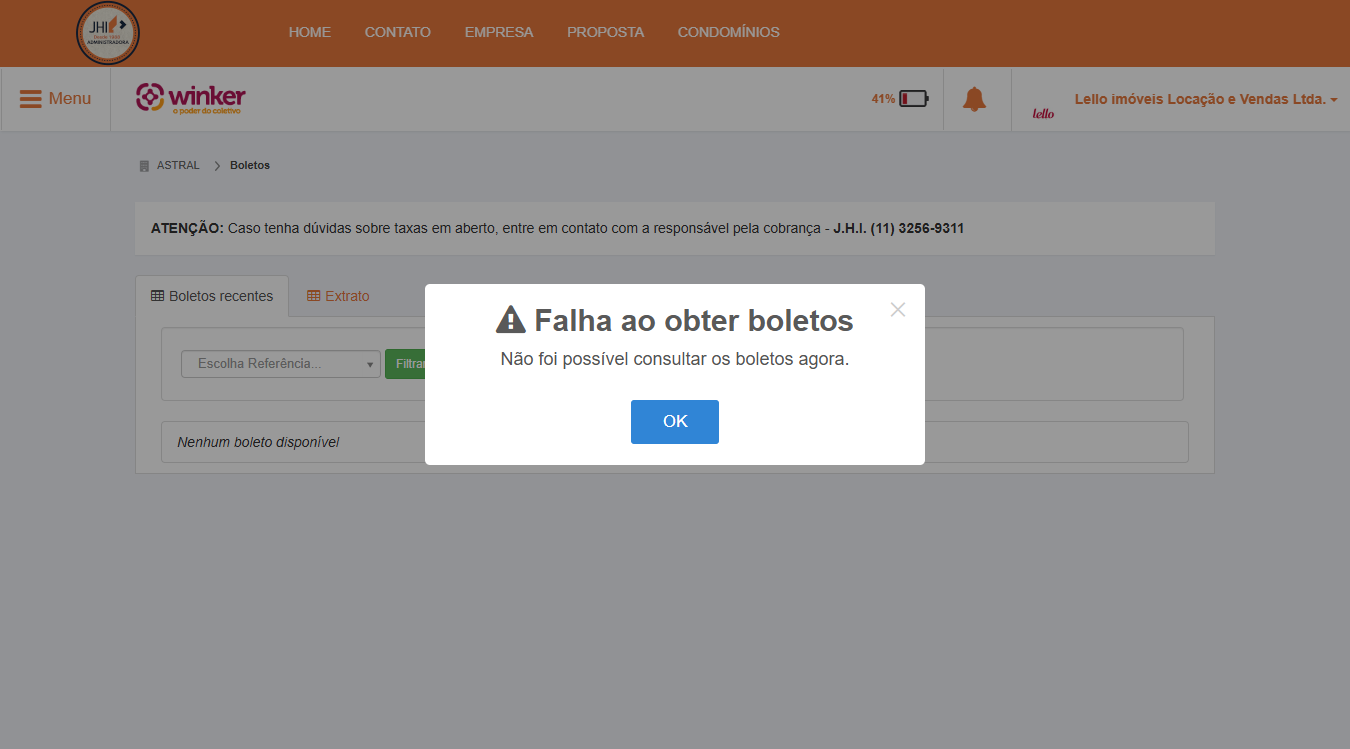 JHI
Desde 1966
ADMINISTRADORA
HOME CONTATO EMPRESA PROPOSTA CONDOMÍNIOS
Menu winker
o poder do coletivo
41%
lello
Lello imóveis Locação e Vendas Ltda.
ASTRAL > Boletos
ATENÇÃO: Caso tenha dúvidas sobre taxas em aberto, entre em contato com a responsável pela cobrança - J.H.I. (11) 3256-9311
Boletos recentes Extrato
Falha ao obter boletos
Não foi possível consultar os boletos agora.
OK
Escolha Referência... Filtrar
Nenhum boleto disponível